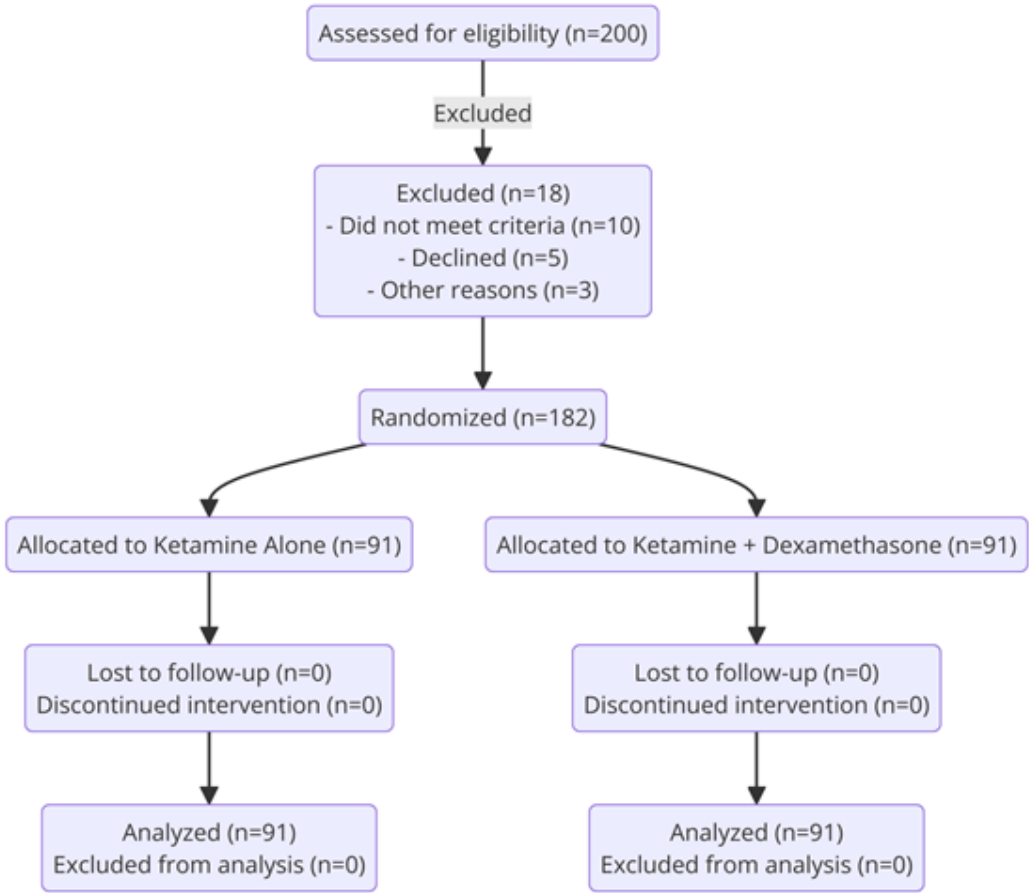 Assessed for eligibility (n=200)
Excluded
Excluded (n=18)
- Did not meet criteria (n=10)
- Declined (n=5)
- Other reasons (n=3)
Randomized (n=182)
Allocated to Ketamine Alone (n=91)
Allocated to Ketamine + Dexamethasone (n=91)
Lost to follow-up (n=0)
Discontinued intervention (n=0)
Lost to follow-up (n=0)
Discontinued intervention (n=0)
Analyzed (n=91)
Excluded from analysis (n=0)
Analyzed (n=91)
Excluded from analysis (n=0)